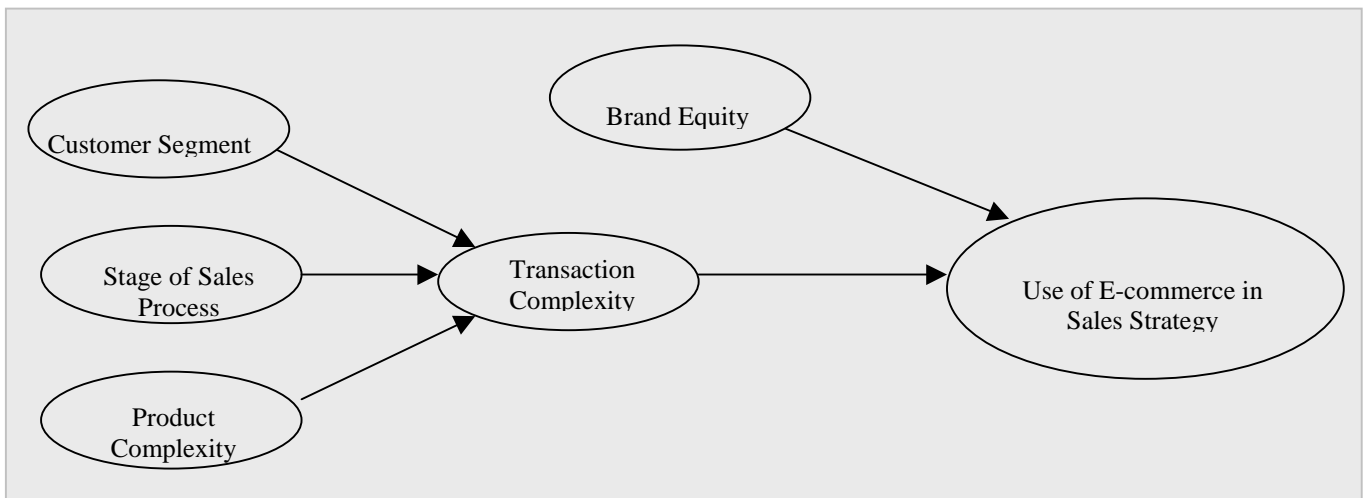 Customer Segment
Brand Equity
Stage of Sales
Process
Transaction
Complexity
Use of E-commerce in
Sales Strategy
Product
Complexity